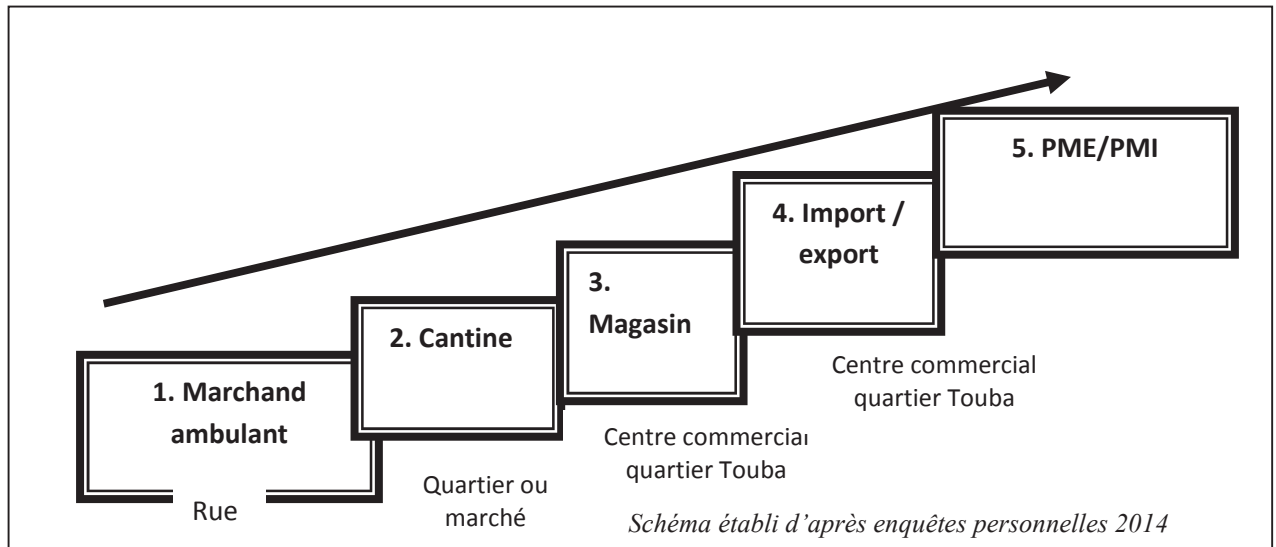 1. Marchand
ambulant
Rue
2. Cantine
Quartier ou
marché
3.
Magasin
Centre commercial
quartier Touba
4. Import /
export
Centre commercial
quartier Touba
5. PME/PMI
Schéma établi d’après enquêtes personnelles 2014